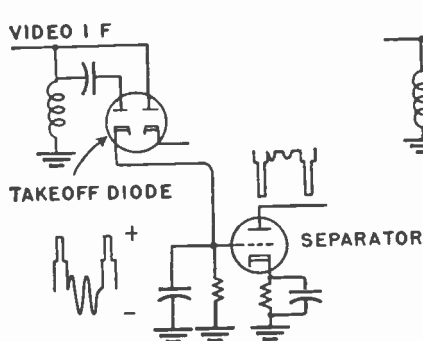 VIDEO I F
TAKEOFF DIODE
+
SEPARATOR
−